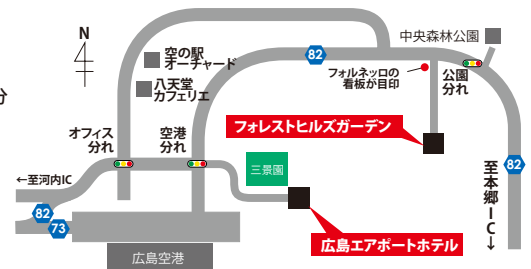 N
中央森林公園
空の駅
オーチャード
82
フォルネッロの
看板が目印
公園
分れ
八天堂
カフェリエ
分
フォレストヒルズガーデン
オフィス
分れ
空港
分れ
三景園
82
至本郷IC↓
←至河内IC
82
73
広島エアポートホテル
広島空港